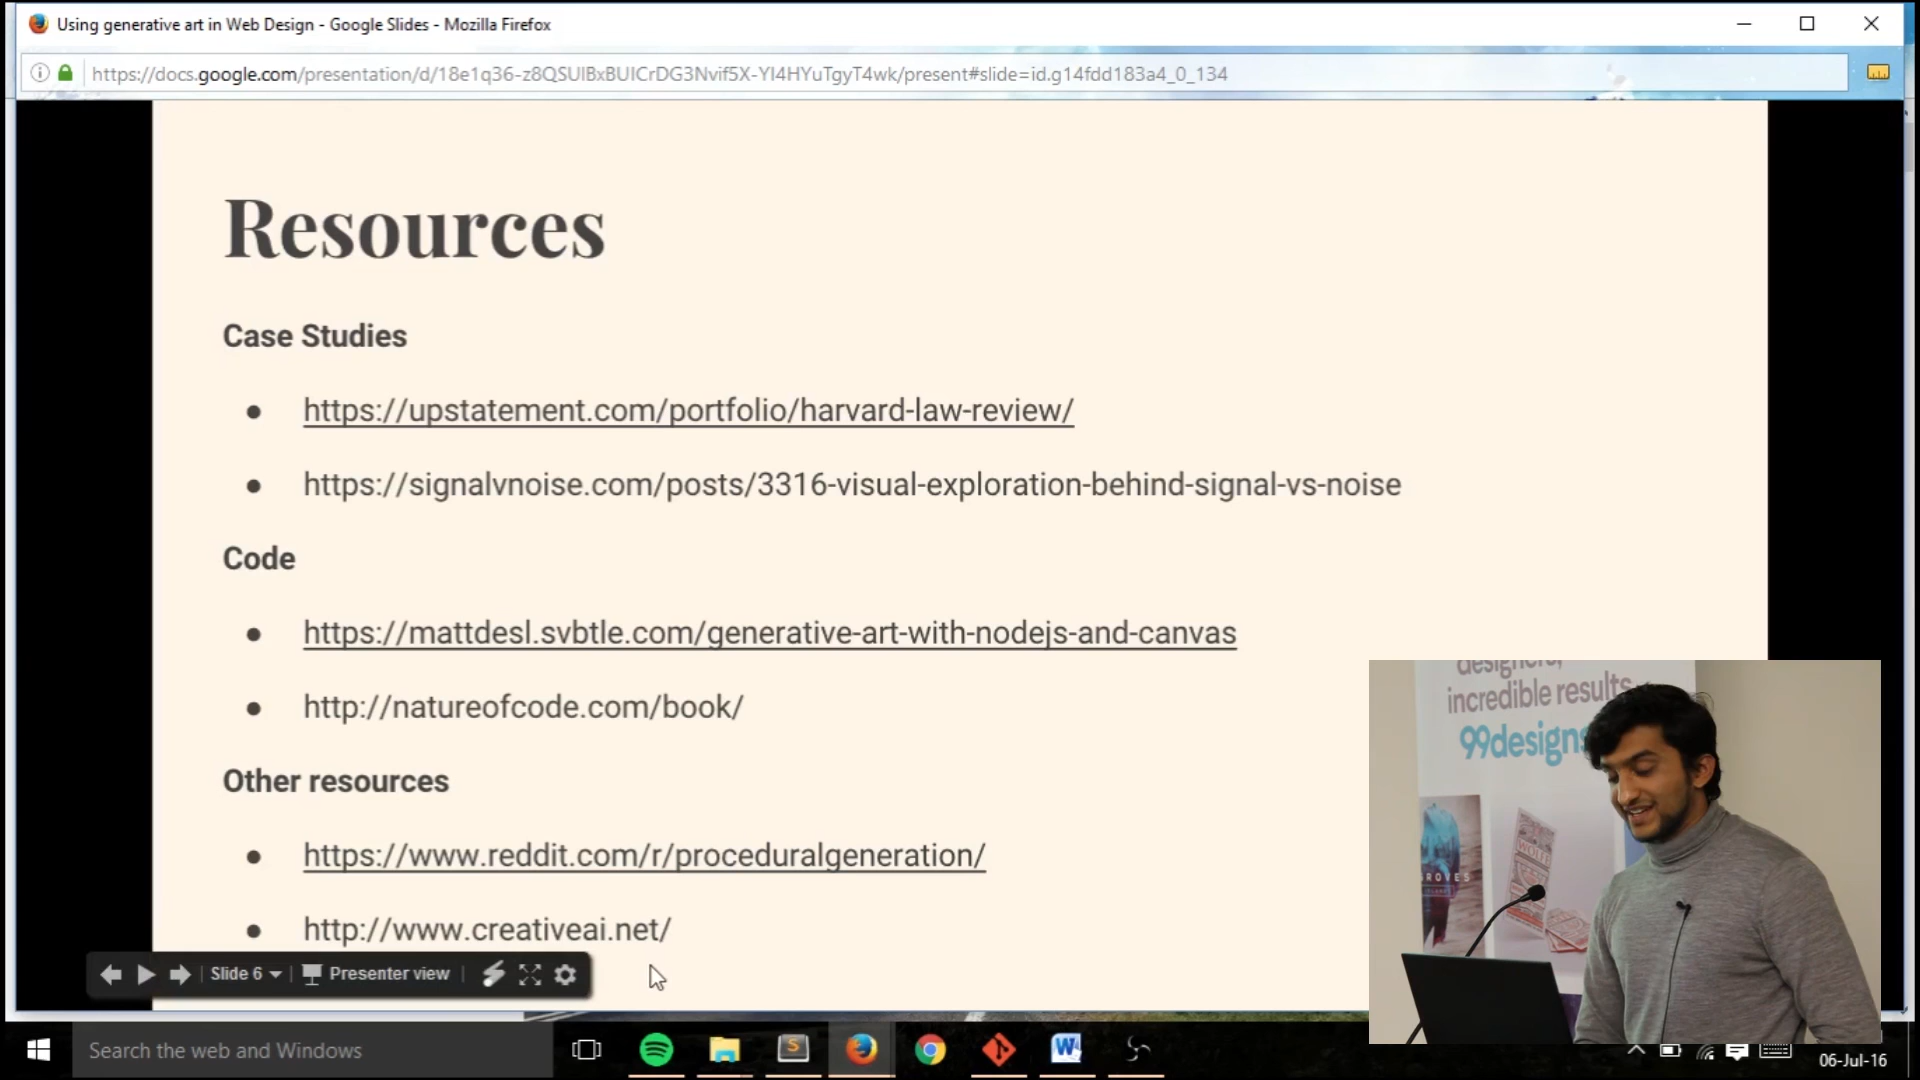 Using generative art in Web Design - Google Slides - Mozilla Firefox
https://docs.google.com/presentation/d/18e1q36-z8QSUlBxBUICrDG3Nvif5X-YI4HYuTgyT4wk/present#slide=id.g14fdd183a4_0_134
Resources
Case Studies
● https://upstatement.com/portfolio/harvard-law-review/
● https://signalvnoise.com/posts/3316-visual-exploration-behind-signal-vs-noise
Code
● https://mattdesl.svbtle.com/generative-art-with-nodejs-and-canvas
● http://natureofcode.com/book/
Other resources
● https://www.reddit.com/r/proceduralgeneration/
● http://www.creativeai.net/
designers,
incredible results
99designs
WOLFE
Slide 6
Presenter view
Search the web and Windows
S
W
06-Jul-16